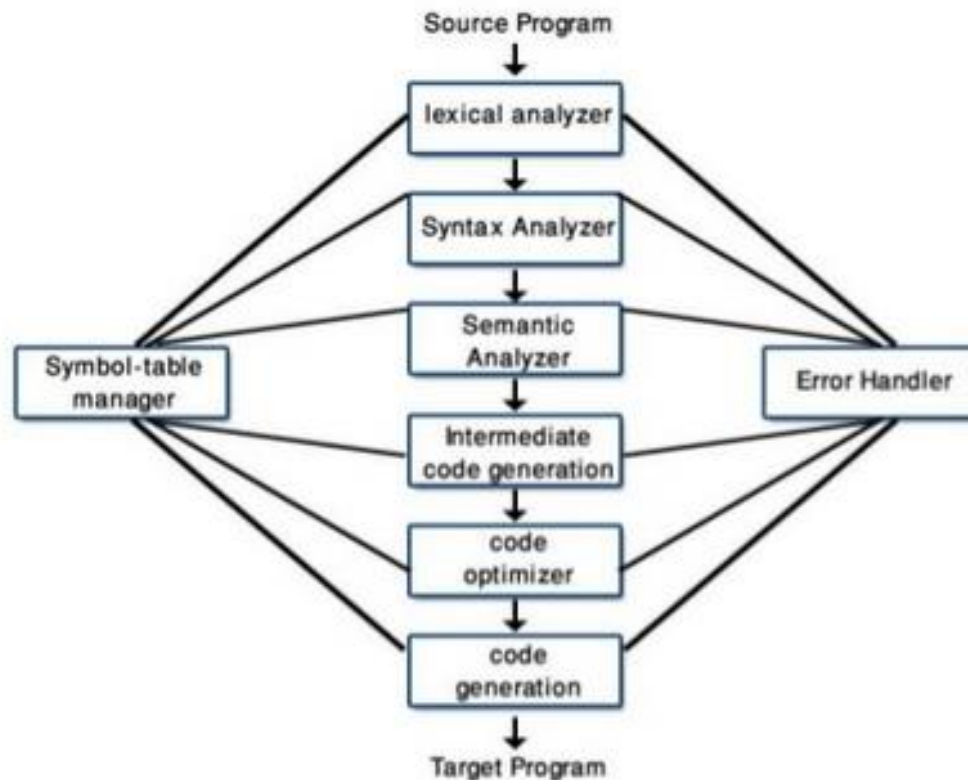 Source Program
lexical analyzer
Syntax Analyzer
Semantic
Analyzer
Symbol-table
manager
Error Handler
Intermediate
code generation
code
optimizer
code
generation
Target Program